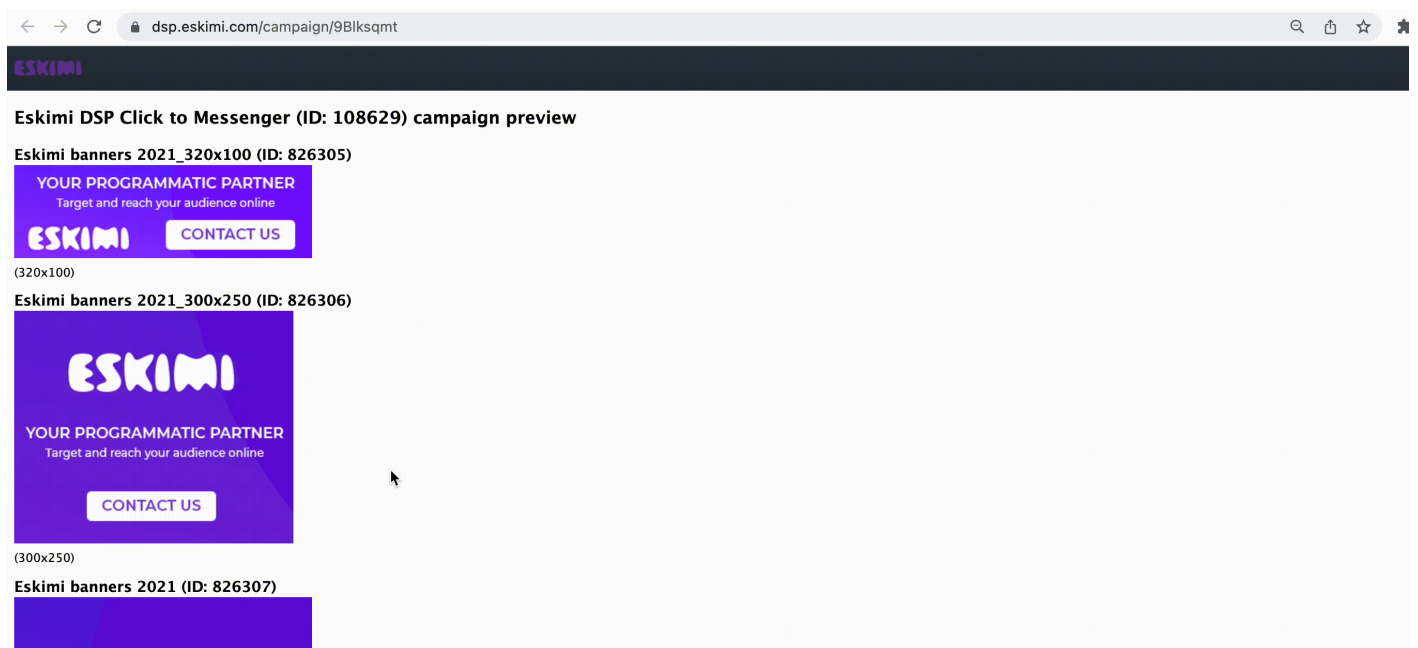 dsp.eskimi.com/campaign/9Blksqmt
ESKIMI
Eskimi DSP Click to Messenger (ID: 108629) campaign preview
Eskimi banners 2021_320x100 (ID: 826305)
YOUR PROGRAMMATIC PARTNER
Target and reach your audience online
ESKIMI CONTACT US
(320x100)
Eskimi banners 2021_300x250 (ID: 826306)
ESKIMI
YOUR PROGRAMMATIC PARTNER
Target and reach your audience online
CONTACT US
(300x250)
Eskimi banners 2021 (ID: 826307)